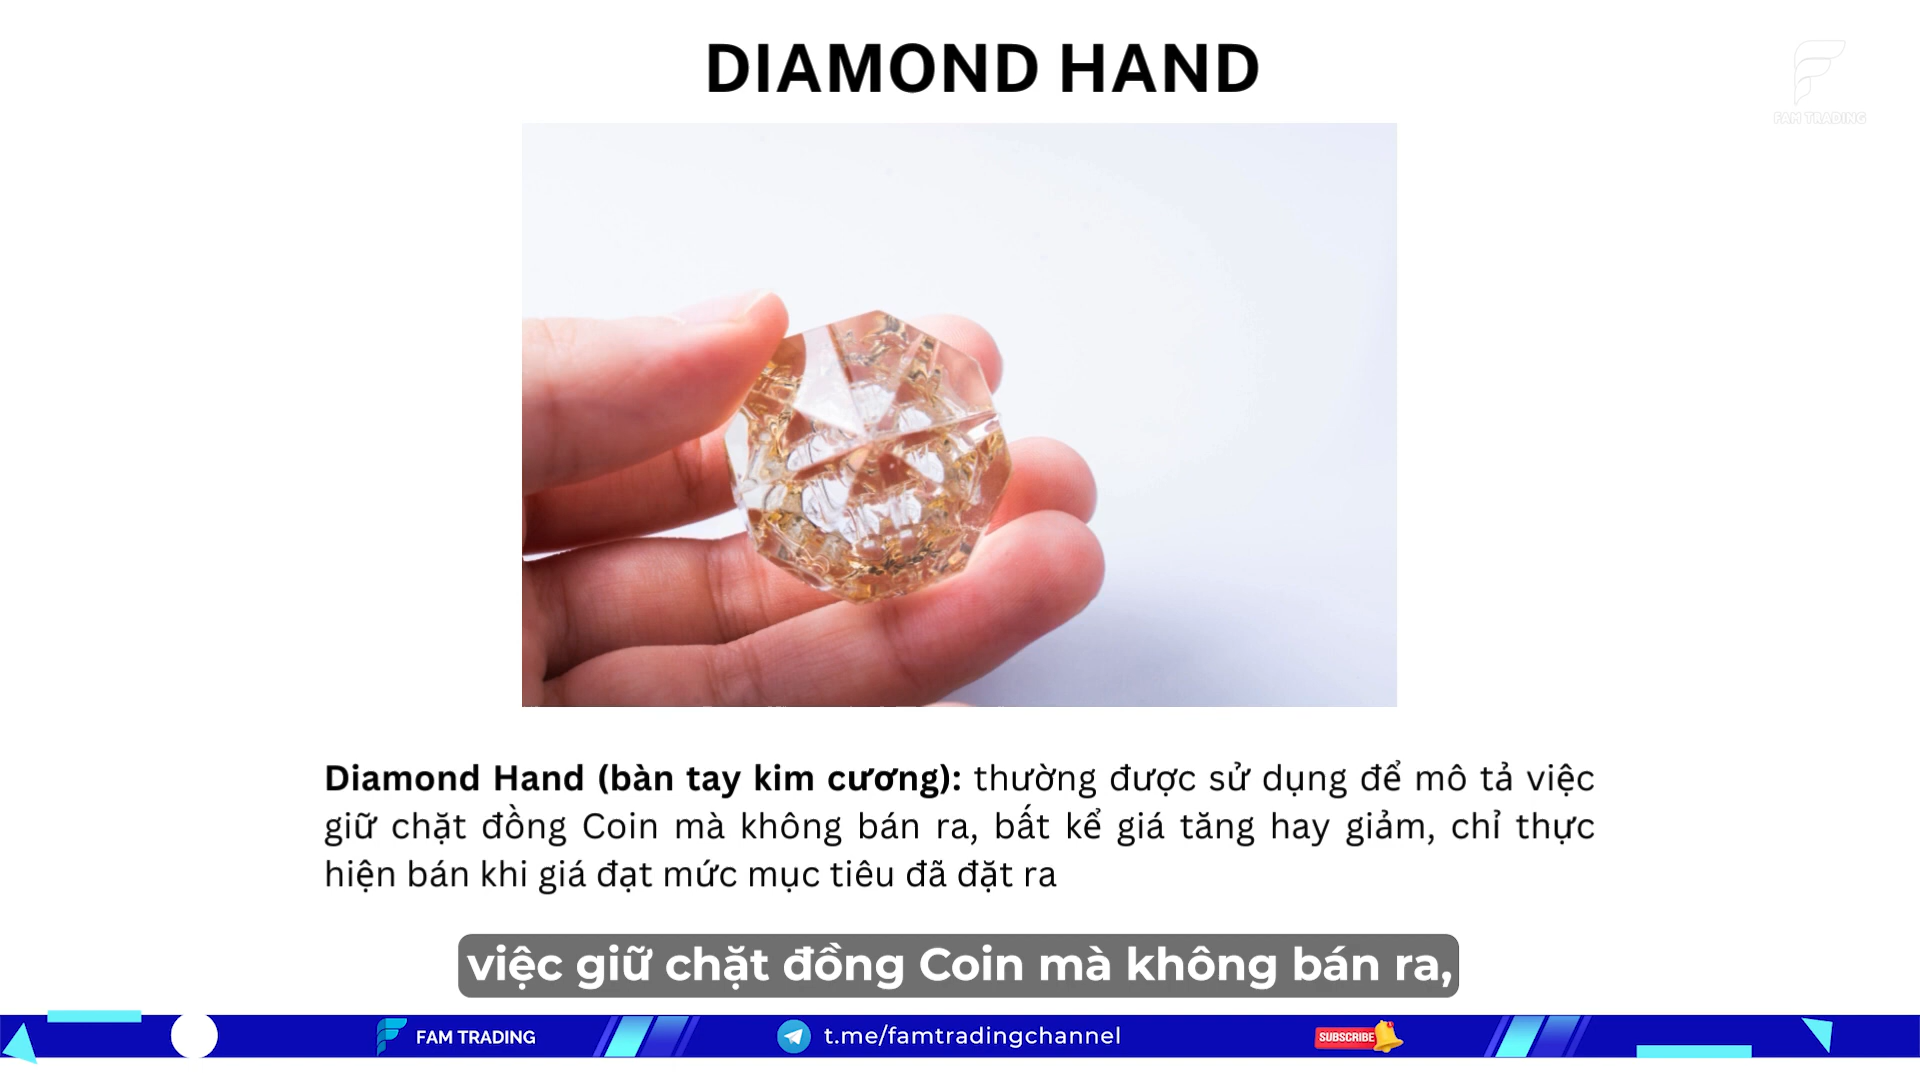 DIAMOND HAND
FAM TRADING
Diamond Hand (bàn tay kim cương): thường được sử dụng để mô tả việc
giữ chặt đồng Coin mà không bán ra, bất kể giá tăng hay giảm, chỉ thực
hiện bán khi giá đạt mức mục tiêu đã đặt ra
việc giữ chặt đồng Coin mà không bán ra,
FAM TRADING
t.me/famtradingchannel
SUBSCRIBE